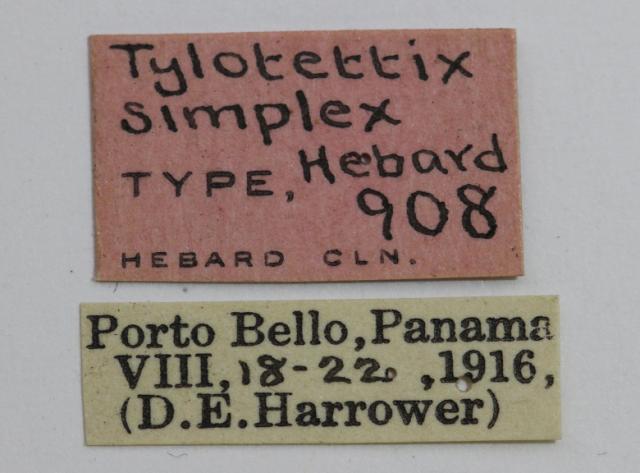 Tylotettix
simplex
TYPE, Hebard
908
HEBARD CLN.
Porto Bello, Panama
VIII, 18-22. , 1916,
(D.E.Harrower)